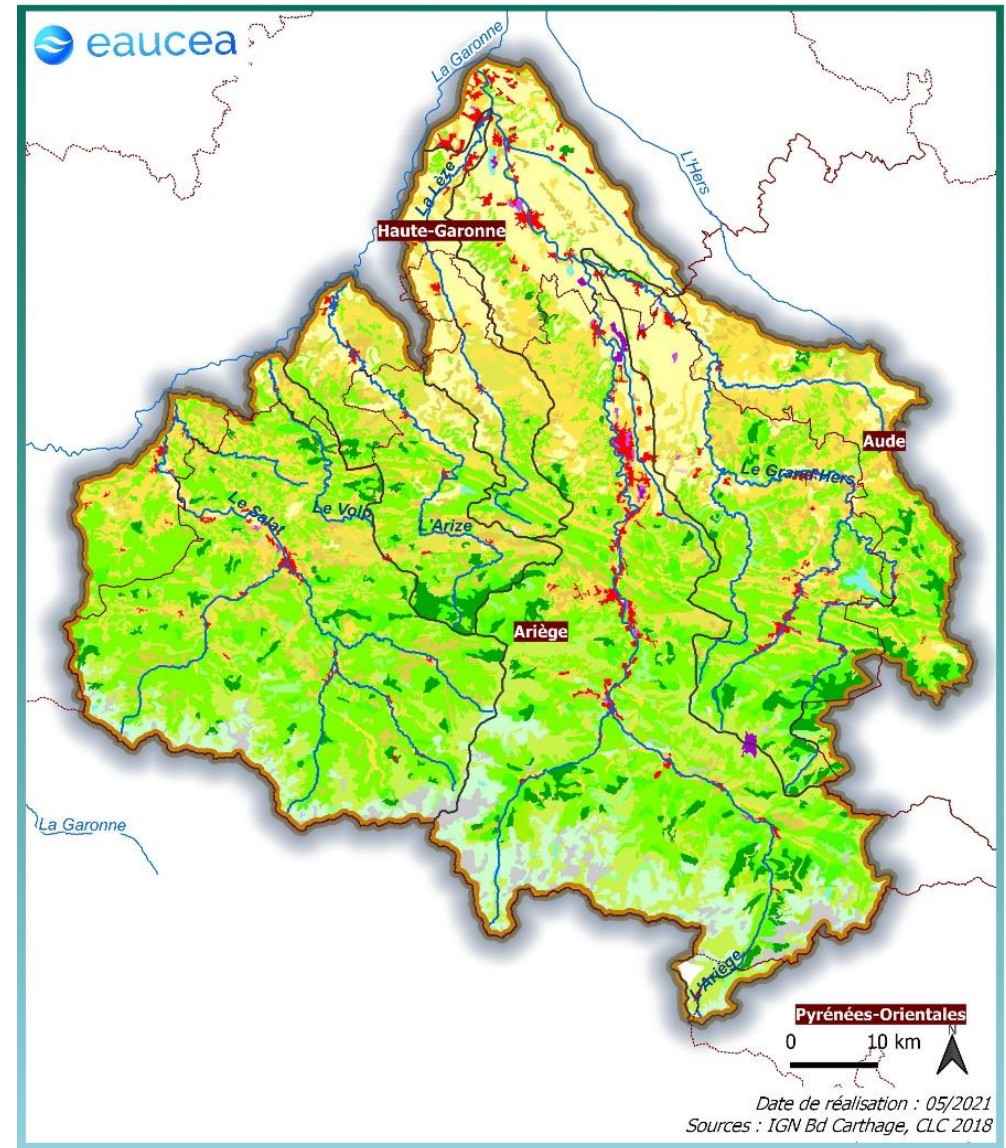 eaucea
La Garonne
L'Hers
La Lèze
Haute-Garonne
Aude
Le Grand Hers
Le Salat
Le Volp
L'Arize
Ariège
La Garonne
L'Ariège
Pyrénées-Orientales
0 10 km
N
Date de réalisation : 05/2021
Sources : IGN Bd Carthage, CLC 2018